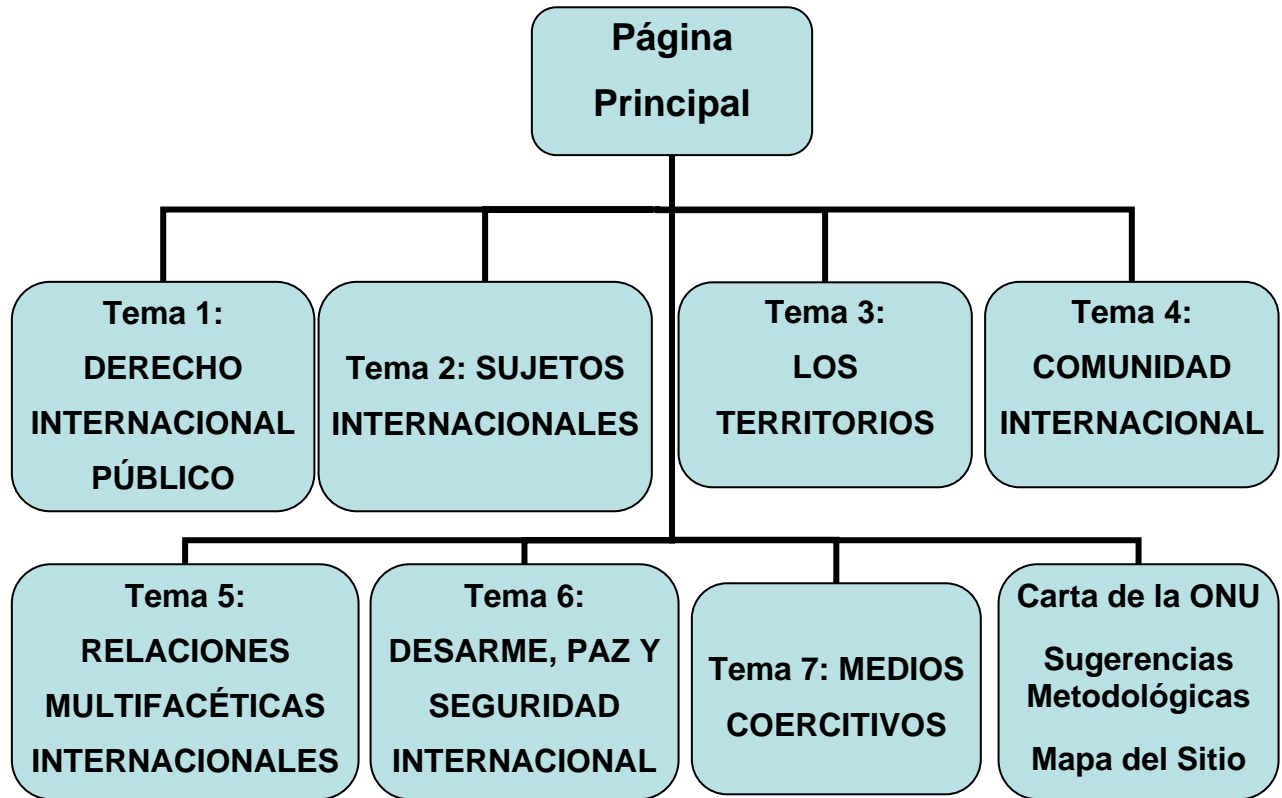 Página
Principal
Tema 1:
DERECHO
INTERNACIONAL
PÚBLICO
Tema 2: SUJETOS
INTERNACIONALES
Tema 3:
LOS
TERRITORIOS
Tema 4:
COMUNIDAD
INTERNACIONAL
Tema 5:
RELACIONES
MULTIFACÉTICAS
INTERNACIONALES
Tema 6:
DESARME, PAZ Y
SEGURIDAD
INTERNACIONAL
Tema 7: MEDIOS
COERCITIVOS
Carta de la ONU
Sugerencias
Metodológicas
Mapa del Sitio